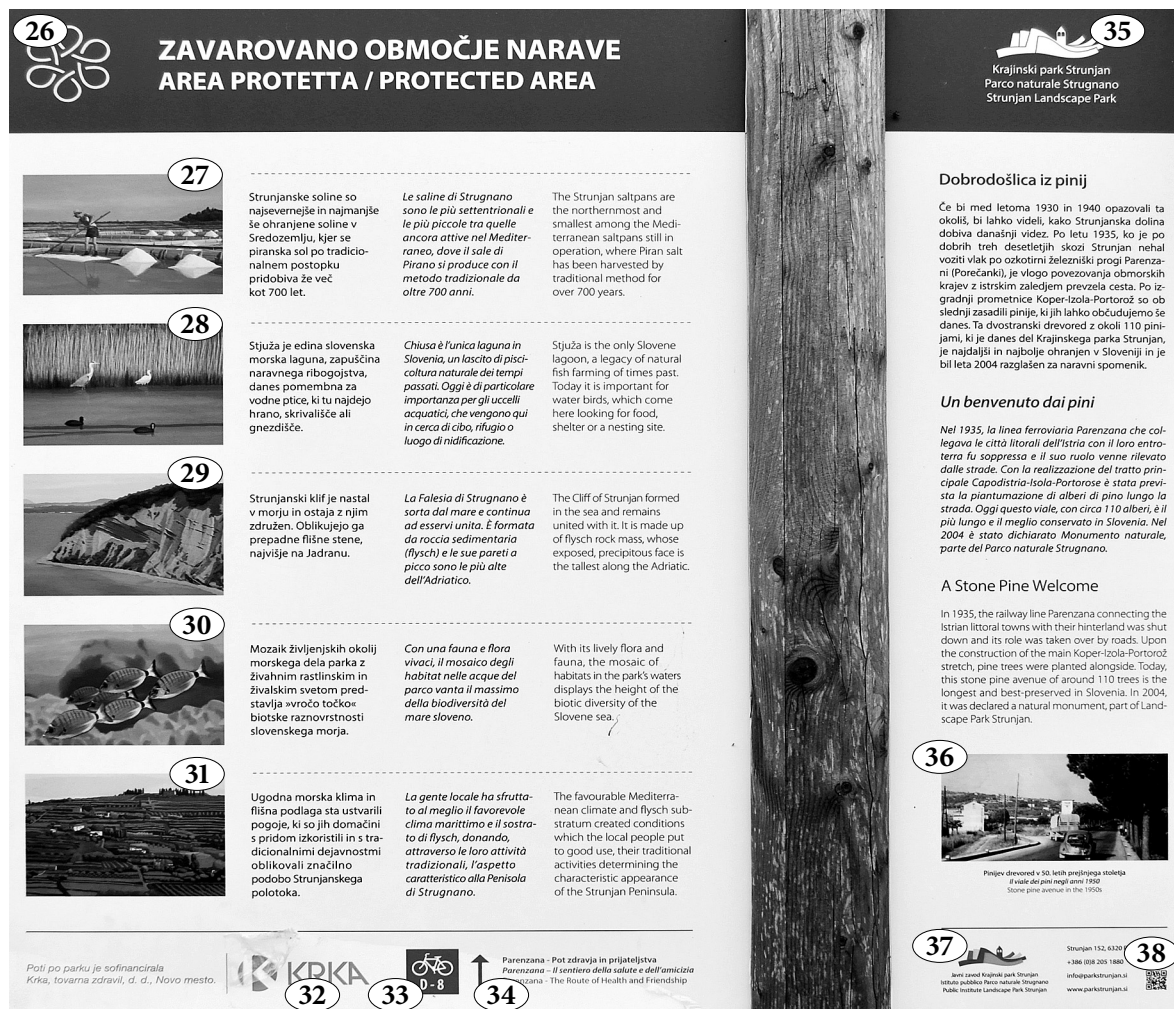 26
ZAVAROVANO OBMOČJE NARAVE
AREA PROTETTA / PROTECTED AREA
27
Strunjanske soline so
najsevernejše in najmanjše
še ohranjene soline v
Sredozemlju, kjer se
piranska sol po tradicio-
nalnem postopku
pridobiva že več
kot 700 let.
Le saline di Strugnano
sono le più settentrionali e
le più piccole tra quelle
ancora attive nel Mediter-
raneo, dove il sale di
Pirano si produce con il
metodo tradizionale da
oltre 700 anni.
The Strunjan saltpans are
the northernmost and
smallest among the Medi-
terranean saltpans still in
operation, where Piran salt
has been harvested by
traditional method for
over 700 years.
28
Stjuža je edina slovenska
morska laguna, zapuščina
naravnega ribogojstva,
danes pomembna za
vodne ptice, ki tu najdejo
hrano, skrivališče ali
gnezdišče.
Chiusa è l'unica laguna in
Slovenia, un lascito di pisci-
coltura naturale dei tempi
passati. Oggi è di particolare
importanza per gli uccelli
acquatici, che vengono qui
in cerca di cibo, rifugio o
luogo di nidificazione.
Stjuža is the only Slovene
lagoon, a legacy of natural
fish farming of times past.
Today it is important for
water birds, which come
here looking for food,
shelter or a nesting site.
29
Strunjanski klif je nastal
v morju in ostaja z njim
združen. Oblikujejo ga
prepadne flišne stene,
najvišje na Jadranu.
La Falesia di Strugnano è
sorta dal mare e continua
ad esservi unita. È formata
da roccia sedimentaria
(flysch) e le sue pareti a
picco sono le più alte
dell'Adriatico.
The Cliff of Strunjan formed
in the sea and remains
united with it. It is made up
of flysch rock mass, whose
exposed, precipitous face is
the tallest along the Adriatic.
30
Mozaik življenjskih okolij
morskega dela parka z
živahnim rastlinskim in
živalskim svetom pred-
stavlja »vročo točko«
biotske raznovrstnosti
slovenskega morja.
Con una fauna e flora
vivaci, il mosaico degli
habitat nelle acque del
parco vanta il massimo
della biodiversità del
mare sloveno.
With its lively flora and
fauna, the mosaic of
habitats in the park's waters
displays the height of the
biotic diversity of the
Slovene sea.
31
Ugodna morska klima in
flišna podlaga sta ustvarili
pogoje, ki so jih domačini
s pridom izkoristili in s tra-
dicionalnimi dejavnostmi
oblikovali značilno
podobo Strunjanskega
polotoka.
La gente locale ha sfrutta-
to al meglio il favorevole
clima marittimo e il sostra-
to di flysch, donando,
attraverso le loro attività
tradizionali, l'aspetto
caratteristico alla Penisola
di Strugnano.
The favourable Mediterra-
nean climate and flysch sub-
stratum created conditions
which the local people put
to good use, their traditional
activities determining the
characteristic appearance
of the Strunjan Peninsula.
Poti po parku je sofinancirala
Krka, tovarna zdravil, d. d., Novo mesto.
KRKA
32
33
D-8
34
Parenzana - Pot zdravja in prijateljstva
Parenzana – Il sentiero della salute e dell'amicizia
Parenzana - The Route of Health and Friendship
35
Krajinski park Strunjan
Parco naturale Strugnano
Strunjan Landscape Park
Dobrodošlica iz pinij
Če bi med letoma 1930 in 1940 opazovali ta
okoliš, bi lahko videli, kako Strunjanska dolina
dobiva današnji videz. Po letu 1935, ko je po
dobrih treh desetletjih skozi Strunjan nehal
voziti vlak po ozkotirni železniški progi Parenza-
ni (Porečanki), je vlogo povezovanja obmorskih
krajev z istrskim zaledjem prevzela cesta. Po iz-
gradnji prometnice Koper-Izola-Portorož so ob
slednji zasadili pinije, ki jih lahko občudujemo še
danes. Ta dvostranski drevored z okoli 110 pini-
jami, ki je danes del Krajinskega parka Strunjan,
je najdaljši in najbolje ohranjen v Sloveniji in je
bil leta 2004 razglašen za naravni spomenik.
Un benvenuto dai pini
Nel 1935, la linea ferroviaria Parenzana che col-
legava le città litorali dell'Istria con il loro entro-
terra fu soppressa e il suo ruolo venne rilevato
dalle strade. Con la realizzazione del tratto prin-
cipale Capodistria-Isola-Portorose è stata previ-
sta la piantumazione di alberi di pino lungo la
strada. Oggi questo viale, con circa 110 alberi, è il
più lungo e il meglio conservato in Slovenia. Nel
2004 è stato dichiarato Monumento naturale,
parte del Parco naturale Strugnano.
A Stone Pine Welcome
In 1935, the railway line Parenzana connecting the
Istrian littoral towns with their hinterland was shut
down and its role was taken over by roads. Upon
the construction of the main Koper-Izola-Portorož
stretch, pine trees were planted alongside. Today,
this stone pine avenue of around 110 trees is the
longest and best-preserved in Slovenia. In 2004,
it was declared a natural monument, part of Land-
scape Park Strunjan.
36
Pinijev drevored v 50. letih prejšnjega stoletja
Il viale dei pini negli anni 1950
Stone pine avenue in the 1950s
37
Javni zavod Krajinski park Strunjan
Istituto pubblico Parco naturale Strugnano
Public Institute Landscape Park Strunjan
Strunjan 152, 6320
+386 (0)8 205 1880
info@parkstrunjan.si
www.parkstrunjan.si
38